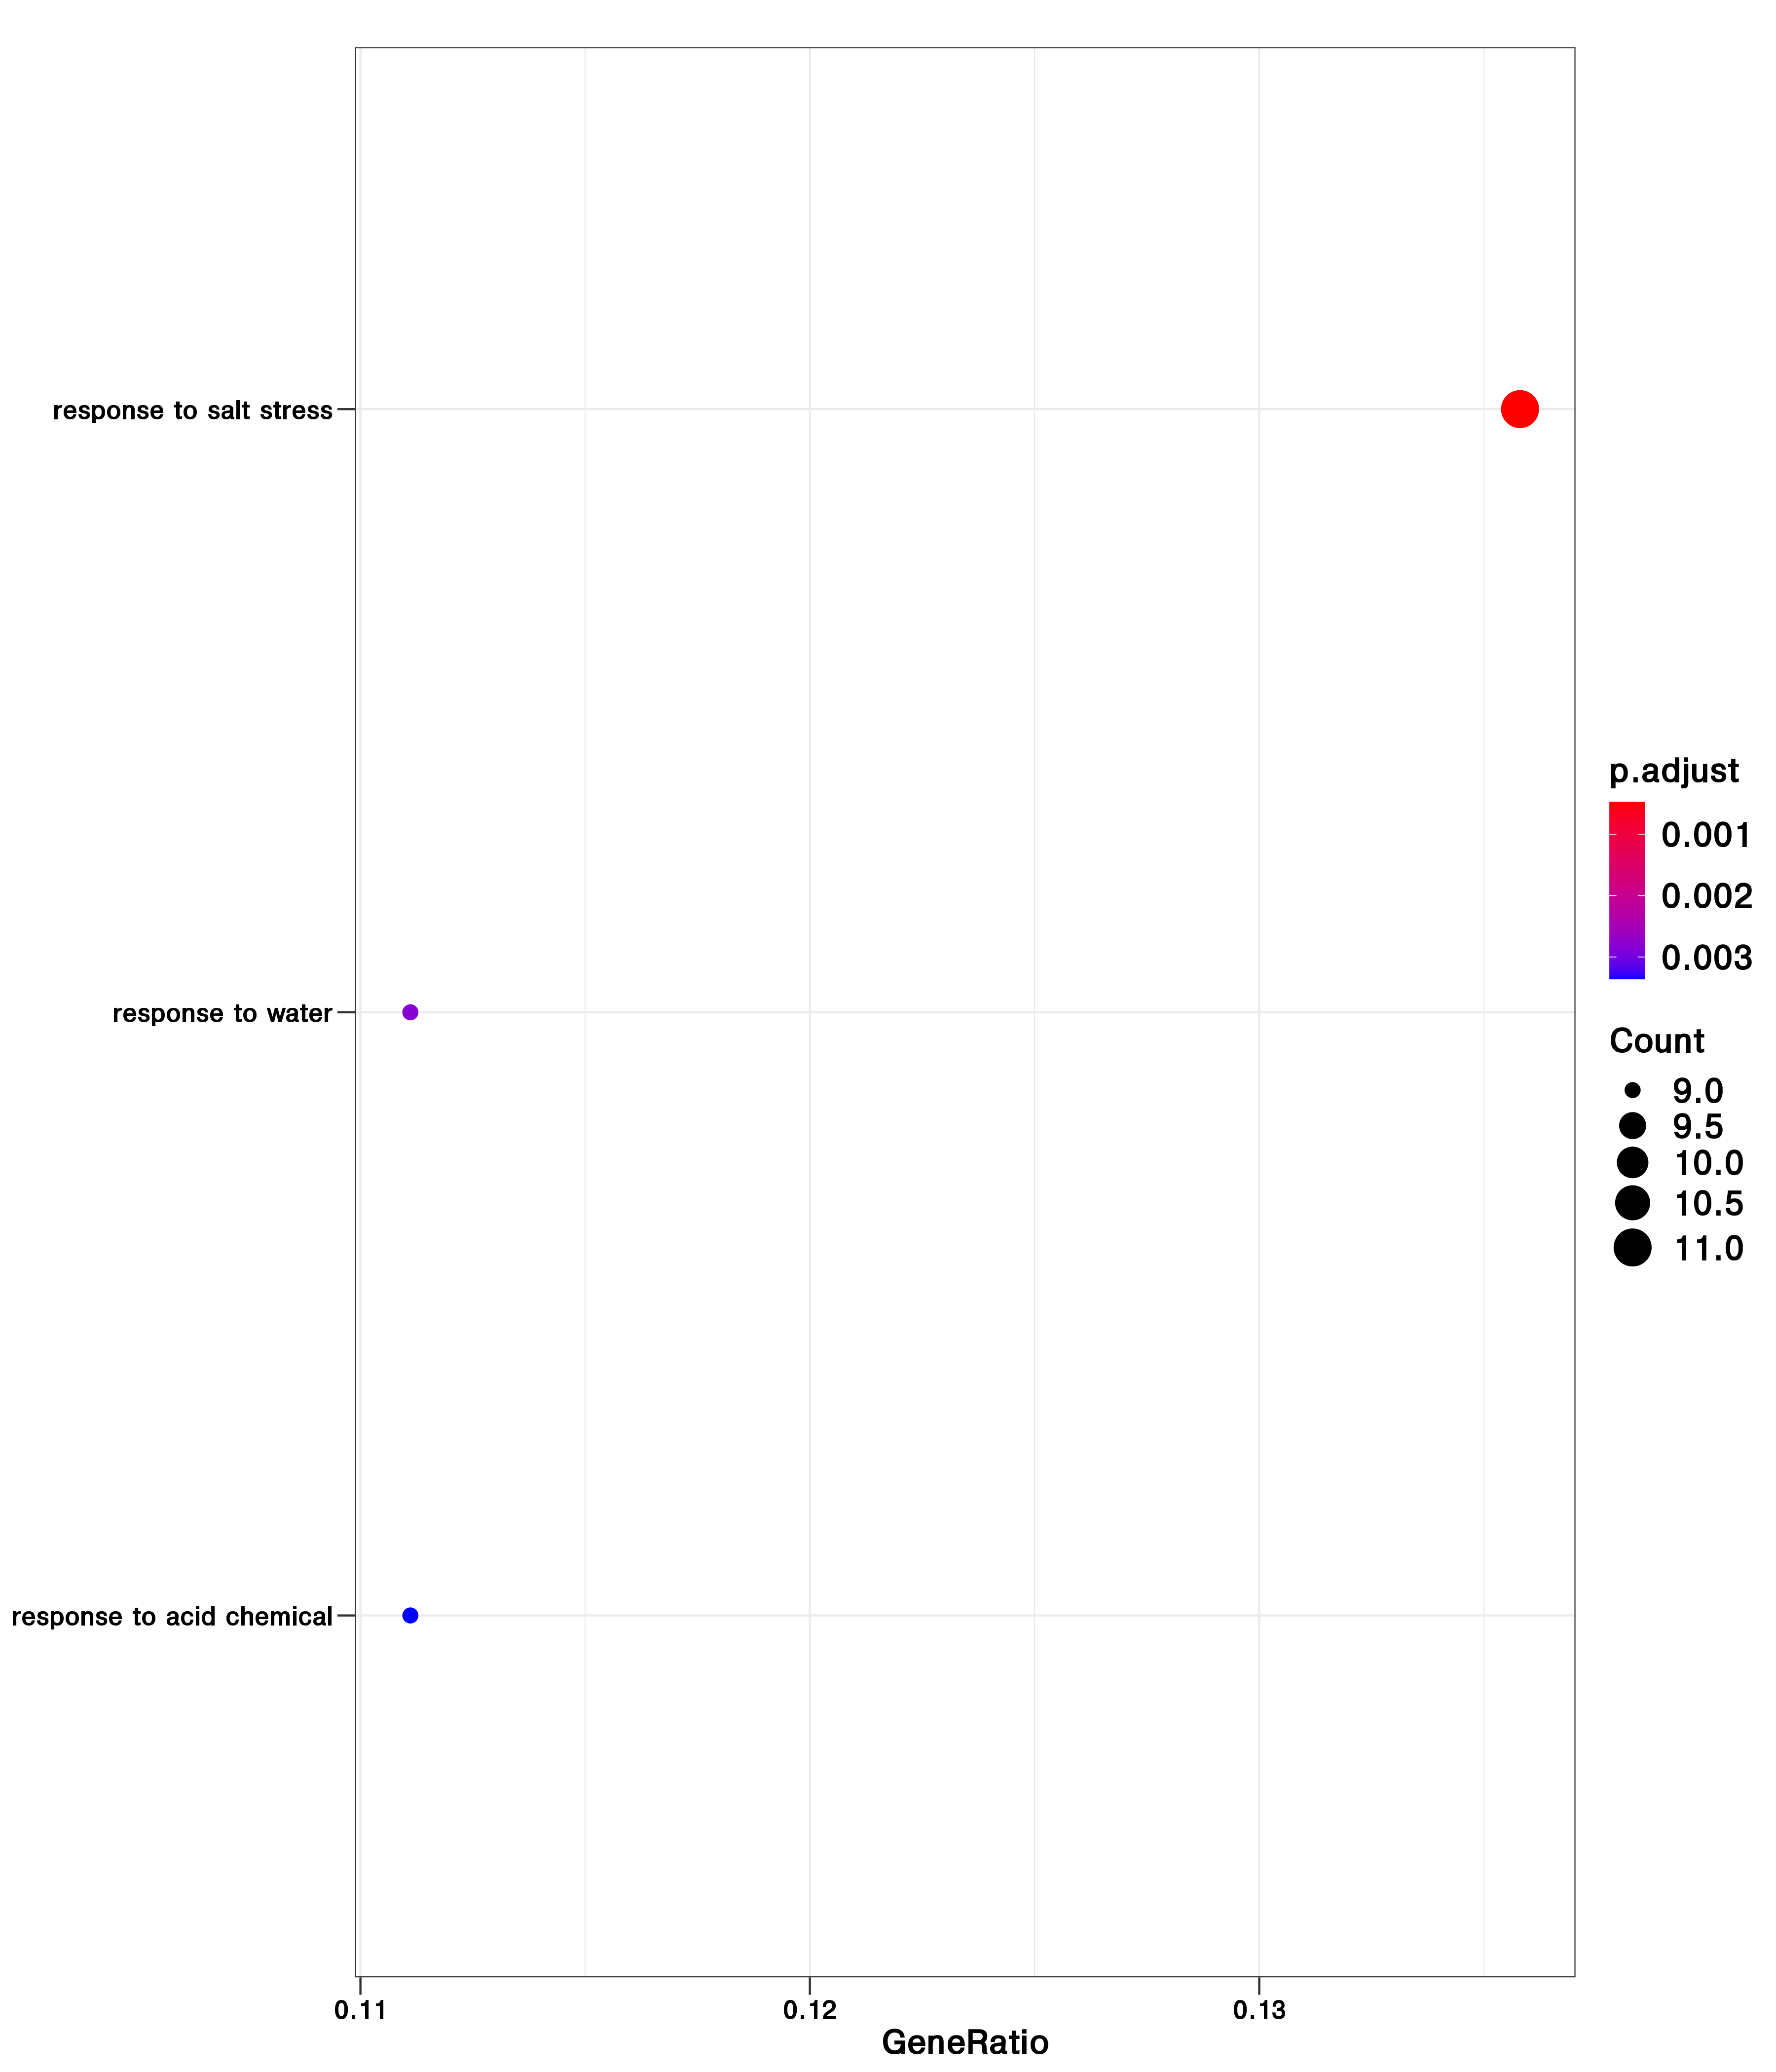 response to salt stress
response to water
response to acid chemical
0.11
0.12
0.13
GeneRatio
p.adjust
0.001
0.002
0.003
Count
9.0
9.5
10.0
10.5
11.0